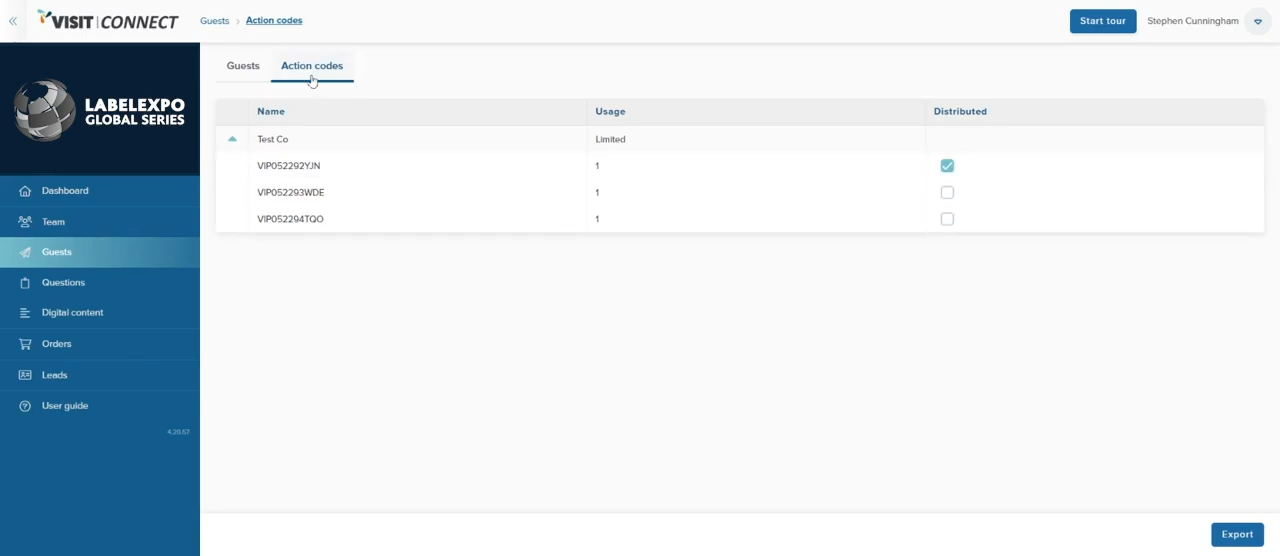 VISIT | CONNECT
Guests > Action codes
Start tour
Stephen Cunningham
LABELEXPO
GLOBAL SERIES
Dashboard
Team
Guests
Questions
Digital content
Orders
Leads
User guide
4.20.57
Guests
Action codes
Name Usage Distributed
Test Co Limited
VIP052292YJN 1
VIP052293WDE 1
VIP052294TQO 1
Export